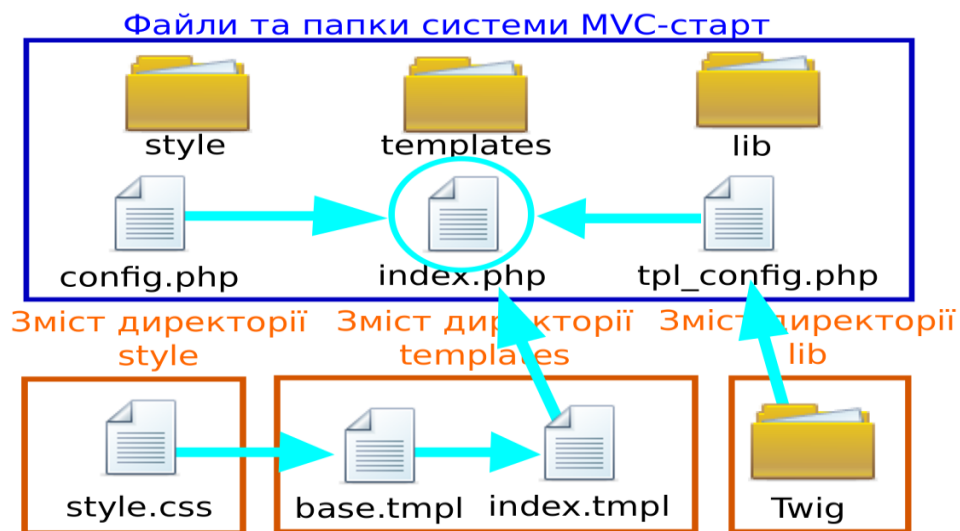 Файли та папки системи MVC-старт
style templates lib
config.php index.php tpl_config.php
Зміст директорії Зміст директорії Зміст директорії
style templates lib
style.css base.tmpl index.tmpl Twig